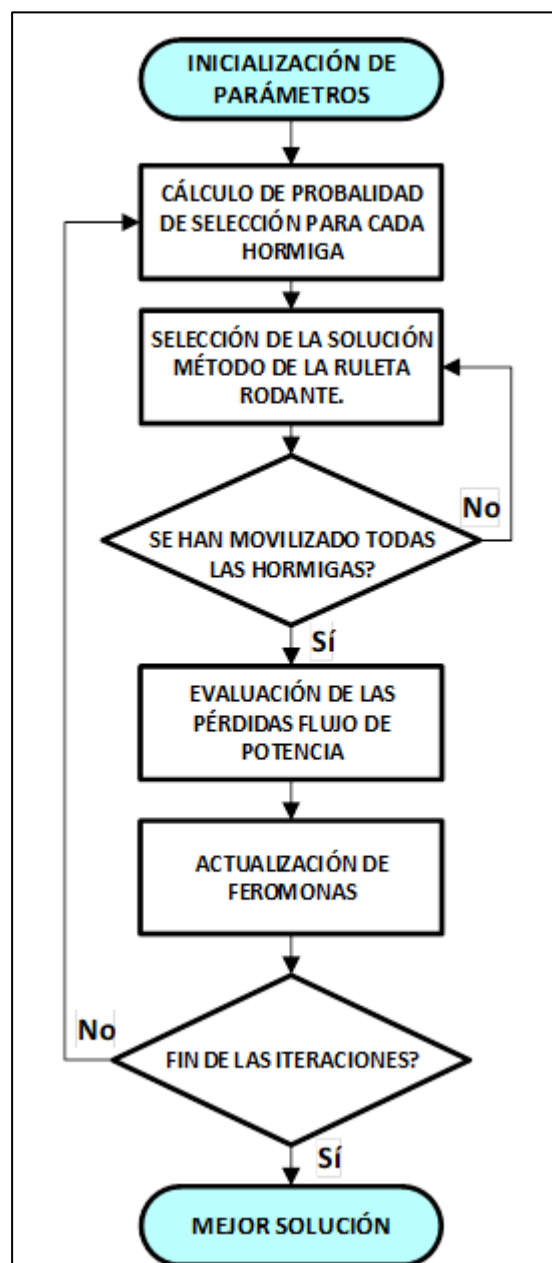 INICIALIZACIÓN DE
PARÁMETROS
CÁLCULO DE PROBALIDAD
DE SELECCIÓN PARA CADA
HORMIGA
SELECCIÓN DE LA SOLUCIÓN
MÉTODO DE LA RULETA
RODANTE.
No
SE HAN MOVILIZADO TODAS
LAS HORMIGAS?
Sí
EVALUACIÓN DE LAS
PÉRDIDAS FLUJO DE
POTENCIA
ACTUALIZACIÓN DE
FEROMONAS
No
FIN DE LAS ITERACIONES?
Sí
MEJOR SOLUCIÓN